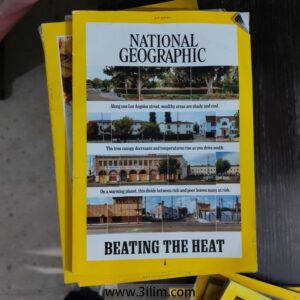 NATIONAL
GEOGRAPHIC
Along one Los Angeles street, wealthy areas are shady and cool.
The tree canopy decreases and temperatures rise as you drive south.
On a warming planet, this divide between rich and poor leaves many at risk.
BEATING THE HEAT
www.3ilim.com